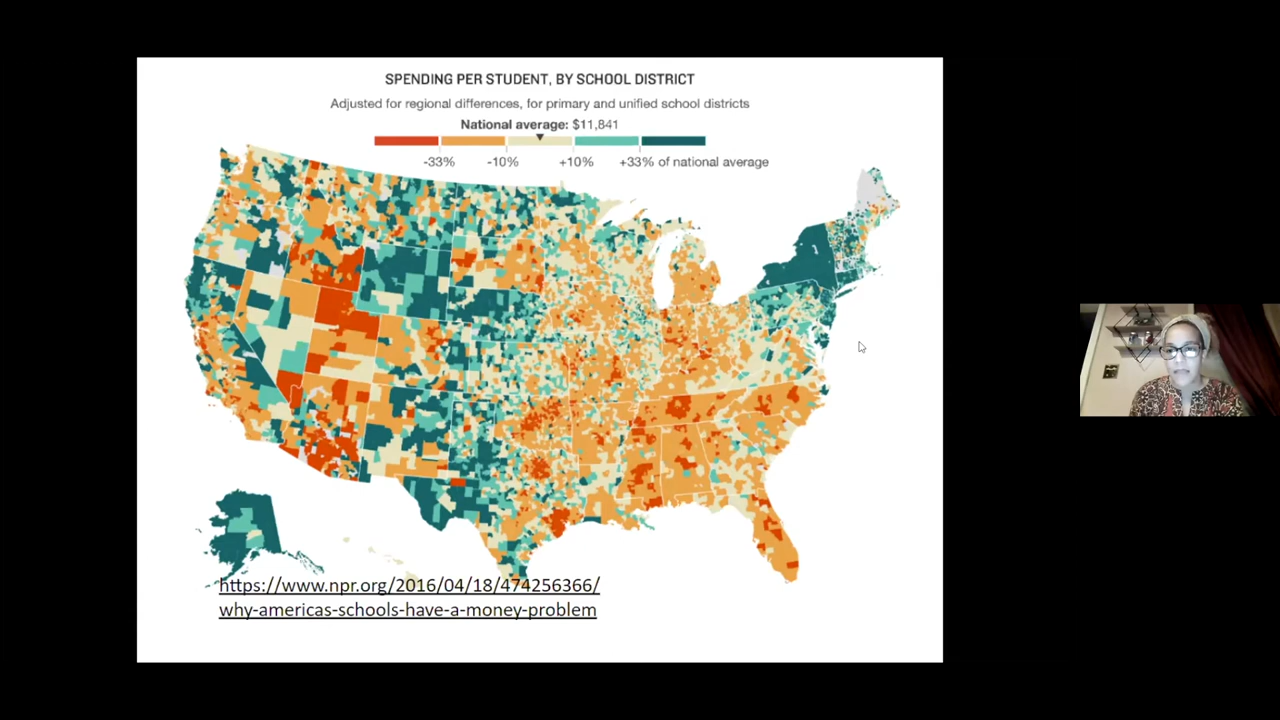 SPENDING PER STUDENT, BY SCHOOL DISTRICT
Adjusted for regional differences, for primary and unified school districts
National average: $11,841
-33% -10% +10% +33% of national average
https://www.npr.org/2016/04/18/474256366/
why-americas-schools-have-a-money-problem